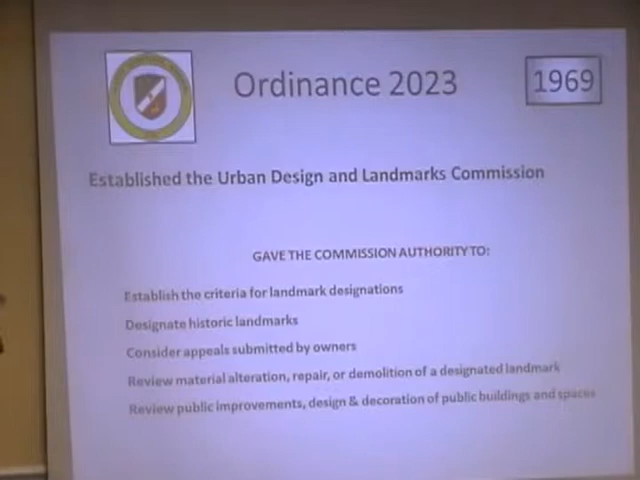 Ordinance 2023
1969
Established the Urban Design and Landmarks Commission
GAVE THE COMMISSION AUTHORITY TO:
Establish the criteria for landmark designations
Designate historic landmarks
Consider appeals submitted by owners
Review material alteration, repair, or demolition of a designated landmark
Review public improvements, design & decoration of public buildings and spaces